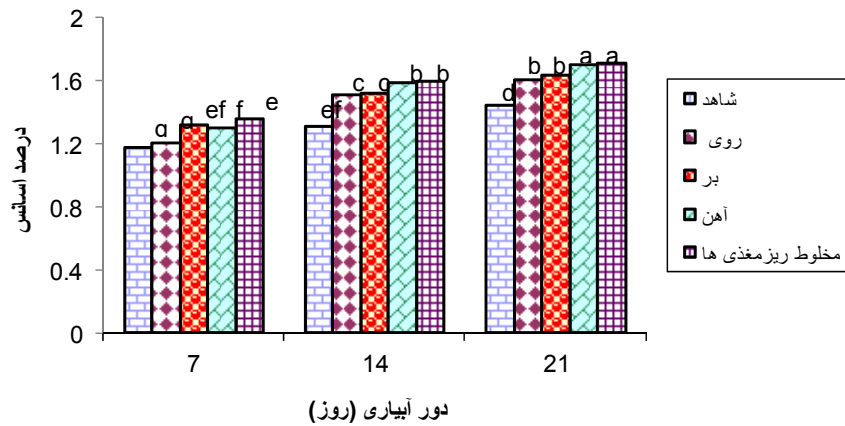 درصد اسانس
2
1.6
1.2
0.8
0.4
0
g g ef f e
ef c c b b
d b b a a
7 14 21
دور آبیاری (روز)
شاهد
روی
بر
آهن
مخلوط ریزمغذی ها